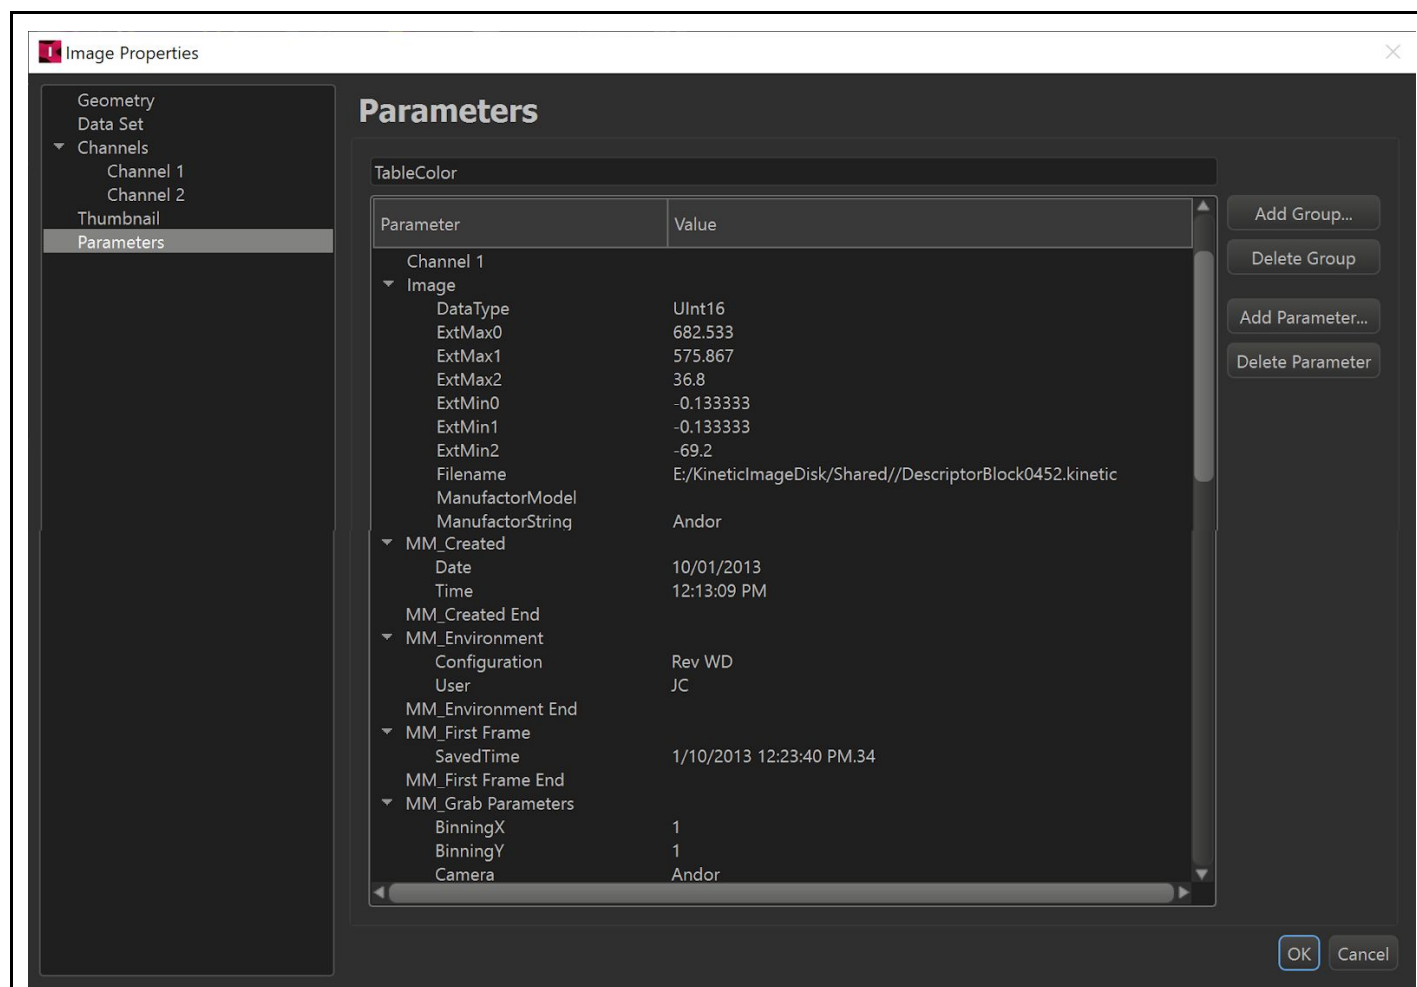 Image Properties
Geometry
Data Set
Channels
Channel 1
Channel 2
Thumbnail
Parameters
Parameters
TableColor
Parameter Value
Channel 1
Image
DataType UInt16
ExtMax0 682.533
ExtMax1 575.867
ExtMax2 36.8
ExtMin0 -0.133333
ExtMin1 -0.133333
ExtMin2 -69.2
Filename E:/KineticImageDisk/Shared//DescriptorBlock0452.kinetic
ManufactorModel
ManufactorString Andor
MM_Created
Date 10/01/2013
Time 12:13:09 PM
MM_Created End
MM_Environment
Configuration Rev WD
User JC
MM_Environment End
MM_First Frame
SavedTime 1/10/2013 12:23:40 PM.34
MM_First Frame End
MM_Grab Parameters
BinningX 1
BinningY 1
Camera Andor
Add Group...
Delete Group
Add Parameter...
Delete Parameter
OK Cancel